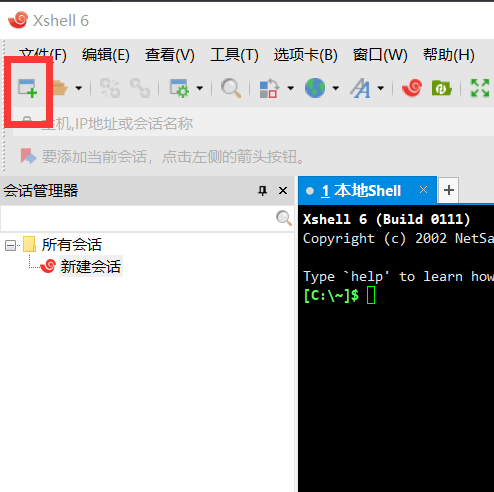 Xshell 6
文件(F) 编辑(E) 查看(V) 工具(T) 选项卡(B) 窗口(W) 帮助(H)
主机,IP地址或会话名称
要添加当前会话，点击左侧的箭头按钮。
会话管理器
1 本地Shell
+
所有会话
新建会话
Xshell 6 (Build 0111)
Copyright (c) 2002 NetSa
Type `help' to learn how
[C:\~]$